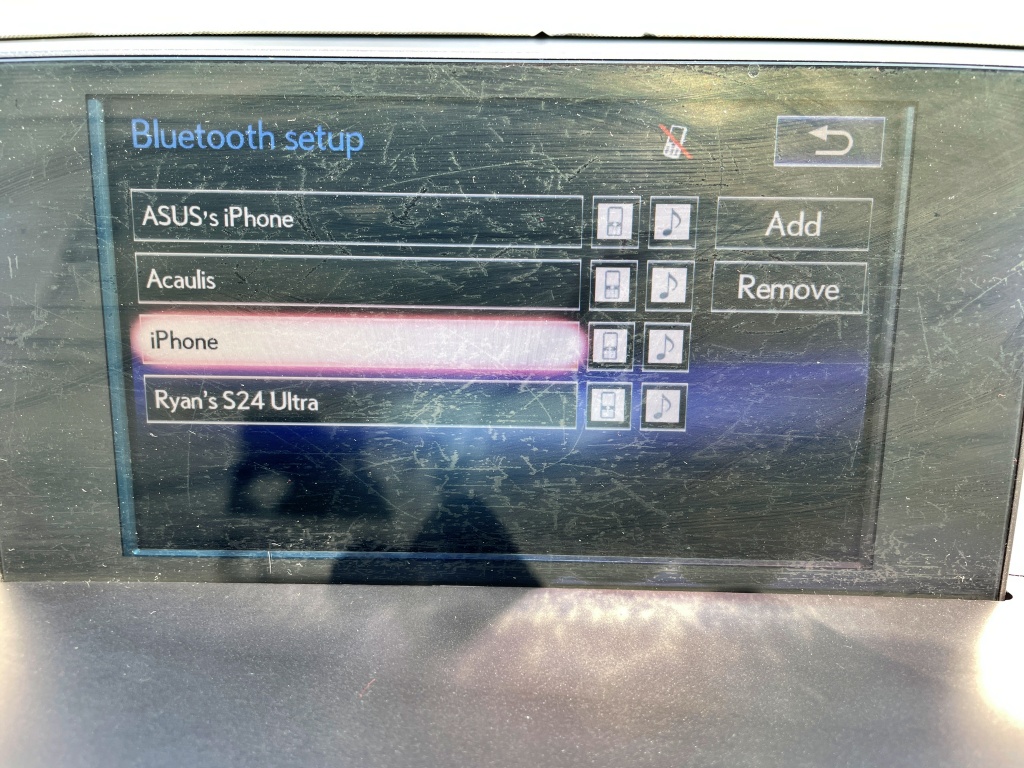 Bluetooth setup
ASUS's iPhone
Add
Acaulis
Remove
iPhone
Ryan's S24 Ultra